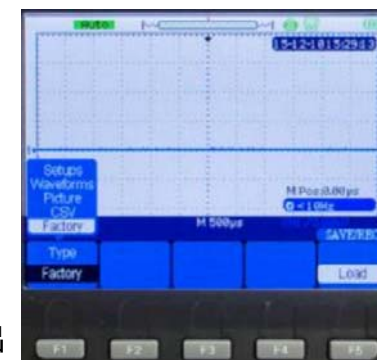 Auto
Setups
Waveforms
Picture
CSV
Factory
M Pos:0.00µs
<10Hz
M 500µs
SAVE/REC
Type
Factory
Load
F1
F2
F3
F4
F5